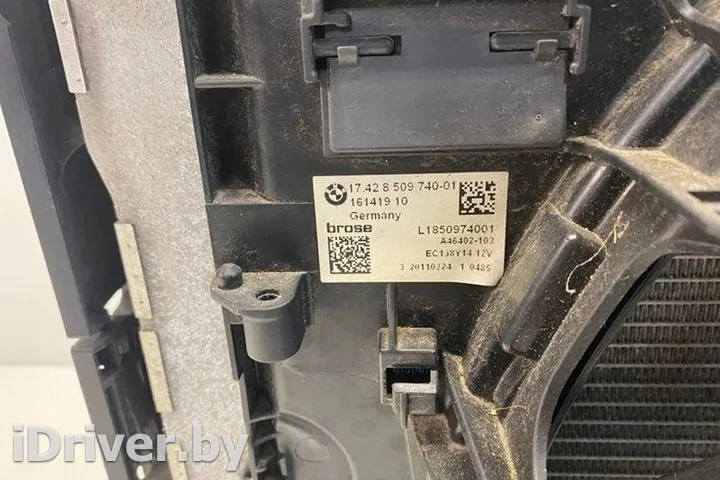 17.42 8 509 740-01
161419 10
Germany
brose
L1850974001
A46402-103
EC138Y14 12V
3 20110224 1 0485
iDriver.by